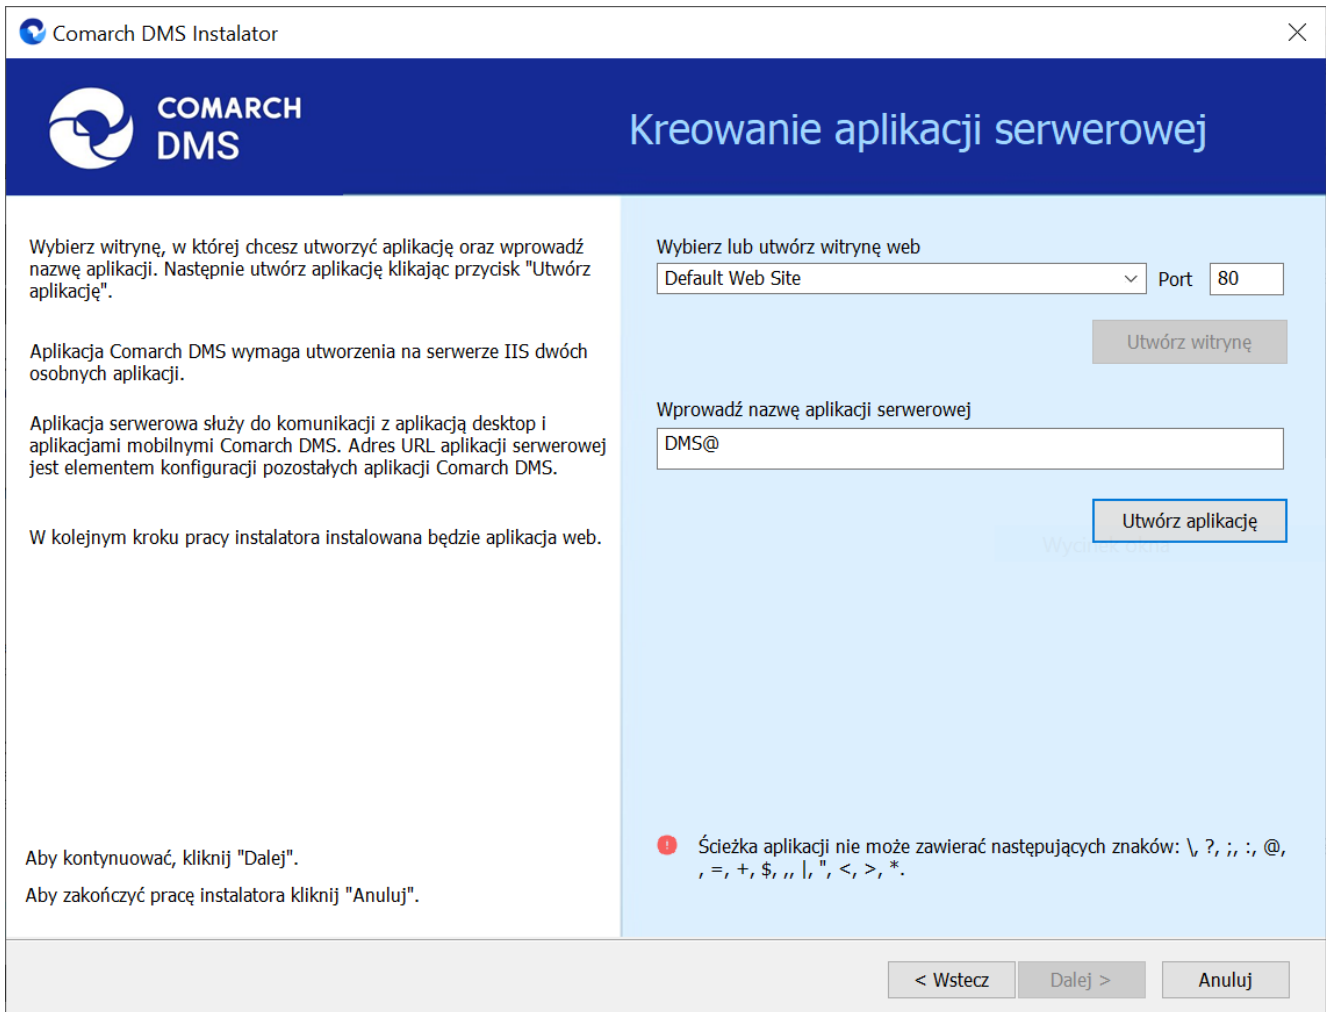 Comarch DMS Instalator
COMARCH
DMS
Kreowanie aplikacji serwerowej
Wybierz witrynę, w której chcesz utworzyć aplikację oraz wprowadź
nazwę aplikacji. Następnie utwórz aplikację klikając przycisk "Utwórz
aplikację".
Aplikacja Comarch DMS wymaga utworzenia na serwerze IIS dwóch
osobnych aplikacji.
Aplikacja serwerowa służy do komunikacji z aplikacją desktop i
aplikacjami mobilnymi Comarch DMS. Adres URL aplikacji serwerowej
jest elementem konfiguracji pozostałych aplikacji Comarch DMS.
W kolejnym kroku pracy instalatora instalowana będzie aplikacja web.
Aby kontynuować, kliknij "Dalej".
Aby zakończyć pracę instalatora kliknij "Anuluj".
Wybierz lub utwórz witrynę web
Default Web Site
Port 80
Utwórz witrynę
Wprowadź nazwę aplikacji serwerowej
DMS@
Utwórz aplikację
Wycinek okna
Ścieżka aplikacji nie może zawierać następujących znaków: \, ?, ;, :, @,
, =, +, $, ,, |, ", <, >, *.
< Wstecz
Dalej >
Anuluj